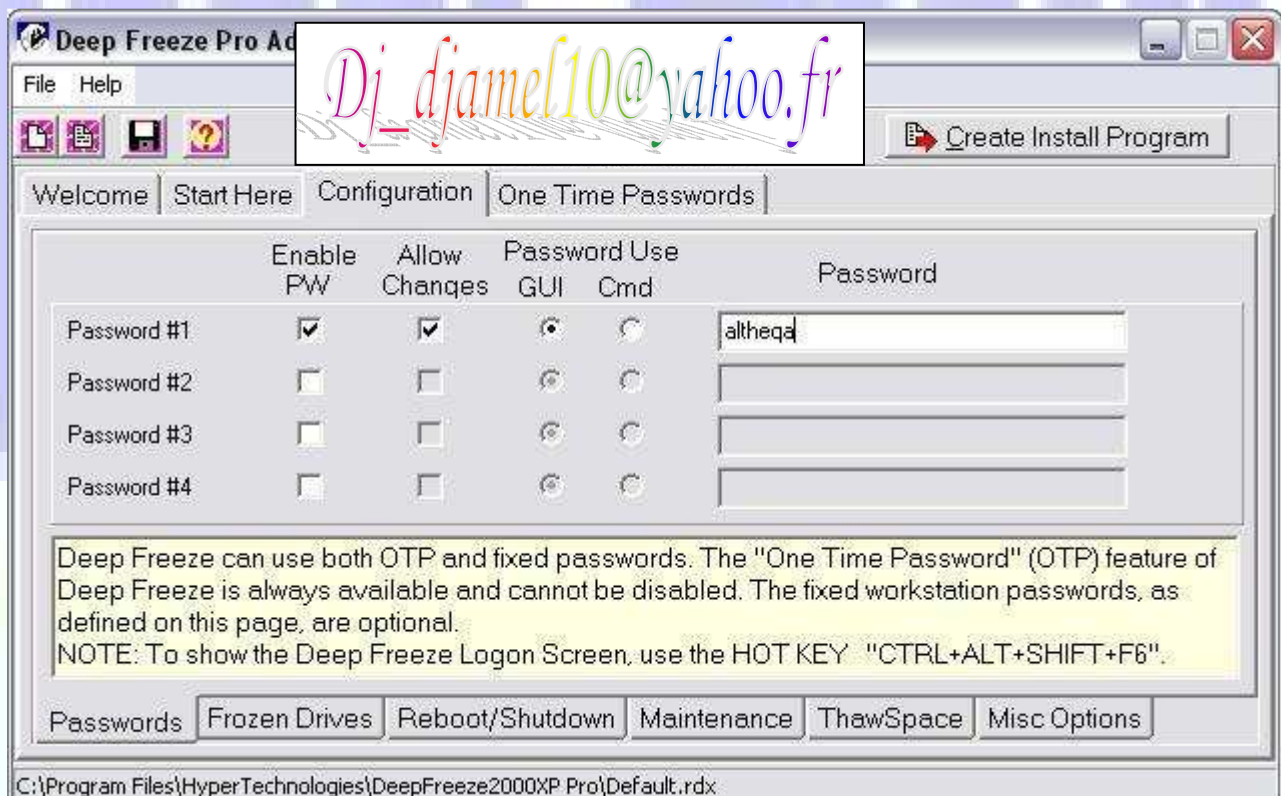 Deep Freeze Pro Ad
Dj_djamel10@yahoo.fr
File Help
Create Install Program
Welcome Start Here Configuration One Time Passwords
Enable PW Allow Changes Password Use GUI Cmd Password
Password #1 altheqa
Password #2
Password #3
Password #4
Deep Freeze can use both OTP and fixed passwords. The "One Time Password" (OTP) feature of
Deep Freeze is always available and cannot be disabled. The fixed workstation passwords, as
defined on this page, are optional.
NOTE: To show the Deep Freeze Logon Screen, use the HOT KEY "CTRL+ALT+SHIFT+F6".
Passwords Frozen Drives Reboot/Shutdown Maintenance ThawSpace Misc Options
C:\Program Files\HyperTechnologies\DeepFreeze2000XP Pro\Default.rdx